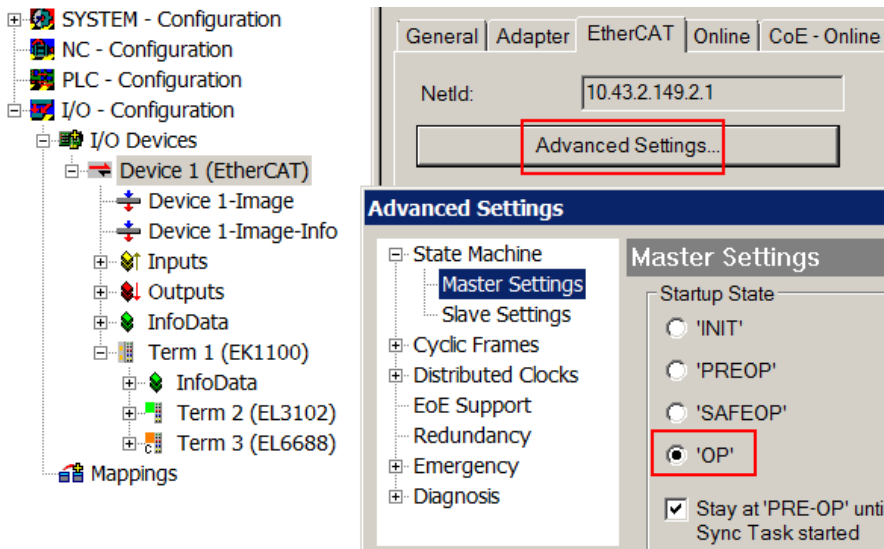 SYSTEM - Configuration
NC - Configuration
PLC - Configuration
I/O - Configuration
I/O Devices
Device 1 (EtherCAT)
Device 1-Image
Device 1-Image-Info
Inputs
Outputs
InfoData
Term 1 (EK1100)
InfoData
Term 2 (EL3102)
Term 3 (EL6688)
Mappings
General Adapter EtherCAT Online CoE - Online
NetId: 10.43.2.149.2.1
Advanced Settings...
Advanced Settings
State Machine
Master Settings
Slave Settings
Cyclic Frames
Distributed Clocks
EoE Support
Redundancy
Emergency
Diagnosis
Master Settings
Startup State
'INIT'
'PREOP'
'SAFEOP'
'OP'
Stay at 'PRE-OP' unti
Sync Task started